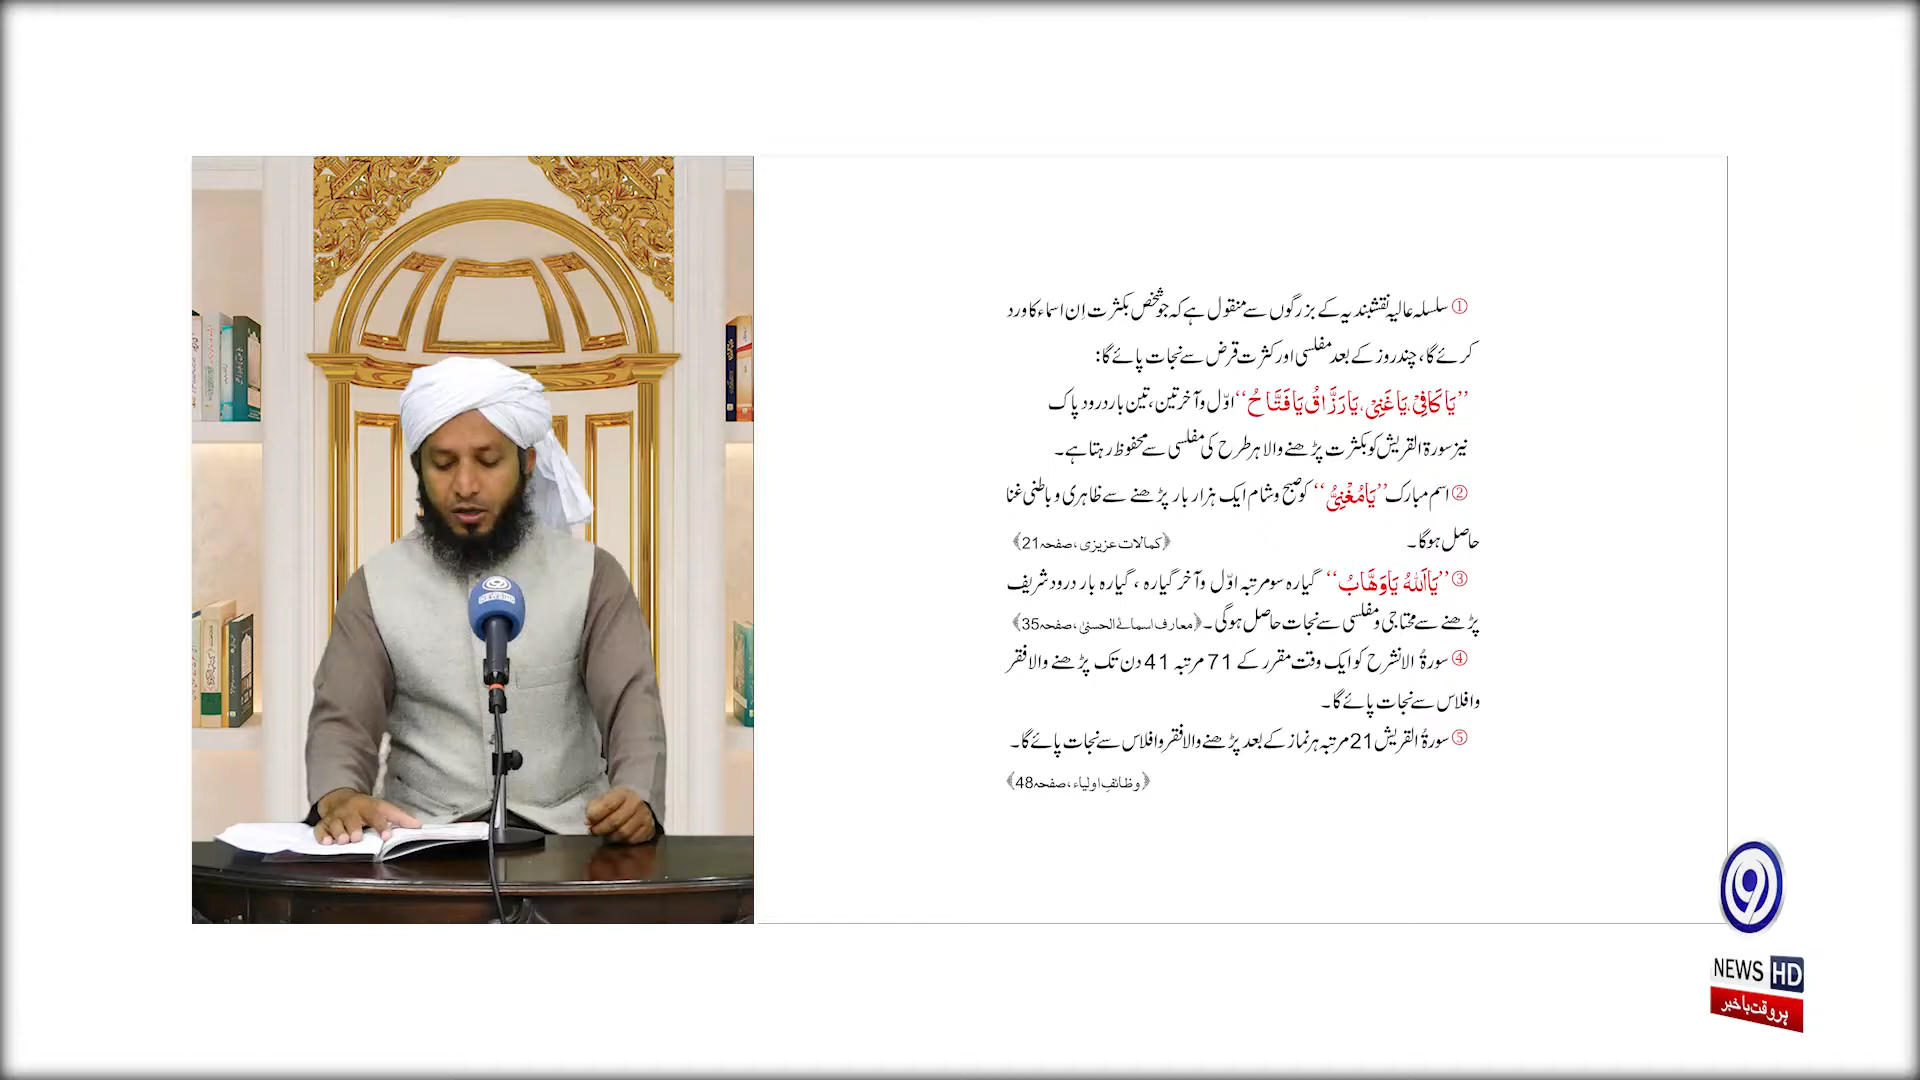 ① سلسلہ عالیہ نقشبندیہ کے بزرگوں سے منقول ہے کہ جو شخص بکثرت اِن اسماء کا ورد
کرئے گا، چند روز کے بعد مفلسی اور کثرت قرض سے نجات پائے گا:
’’یَا کَافِیْ، یَا غَنِیْ، یَا رَزَّاقُ یَا فَتَّاحُ‘‘ اوّل و آخر تین، تین بار درود پاک
نیز سورۃ القریش کو بکثرت پڑھنے والا ہر طرح کی مفلسی سے محفوظ رہتا ہے۔
② اسم مبارک ’’یَا مُغْنِیُّ‘‘ کو صبح و شام ایک ہزار بار پڑھنے سے ظاہری و باطنی غنا
حاصل ہوگا۔ ﴿کمالات عزیزی، صفحہ 21﴾
③ ’’یَا اَللّٰہُ یَا وَھَّابُ‘‘ گیارہ سو مرتبہ اوّل و آخر گیارہ، گیارہ بار درود شریف
پڑھنے سے محتاجی و مفلسی سے نجات حاصل ہوگی۔ ﴿معارف اسمائے الحسنیٰ، صفحہ 35﴾
④ سورۃُ الانشرح کو ایک وقت مقرر کے 71 مرتبہ 41 دن تک پڑھنے والا فقر
و افلاس سے نجات پائے گا۔
⑤ سورۃُ القریش 21 مرتبہ ہر نماز کے بعد پڑھنے والا فقر و افلاس سے نجات پائے گا۔
﴿وظائفِ اولیاء، صفحہ 48﴾
9
NEWS HD
ہر وقت باخبر